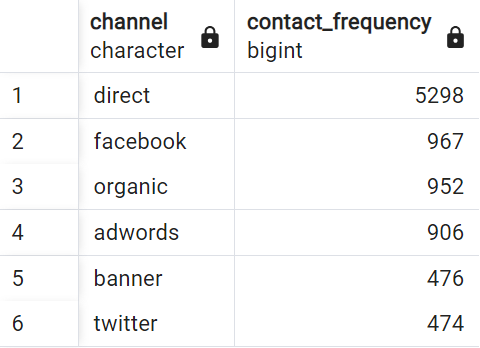 channel contact_frequency
character bigint
1 direct 5298
2 facebook 967
3 organic 952
4 adwords 906
5 banner 476
6 twitter 474